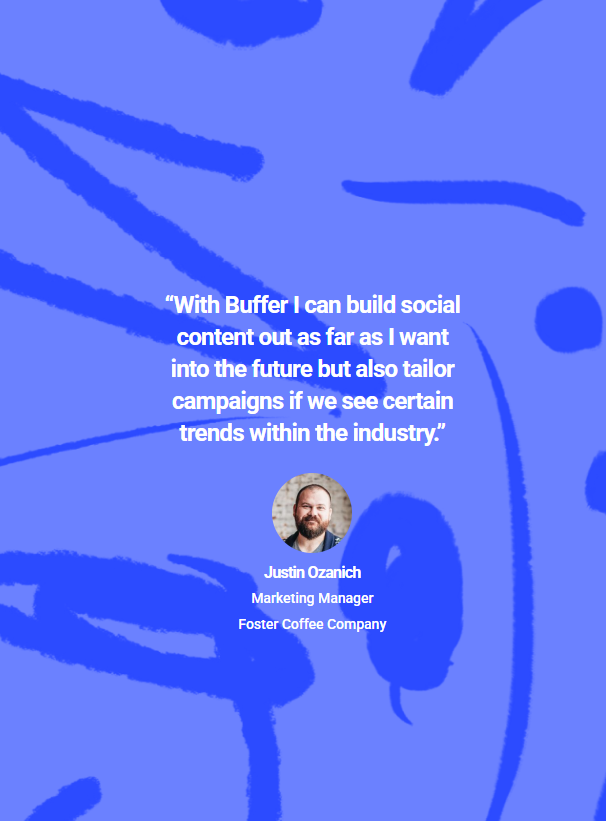 “With Buffer I can build social
content out as far as I want
into the future but also tailor
campaigns if we see certain
trends within the industry.”
Justin Ozanich
Marketing Manager
Foster Coffee Company